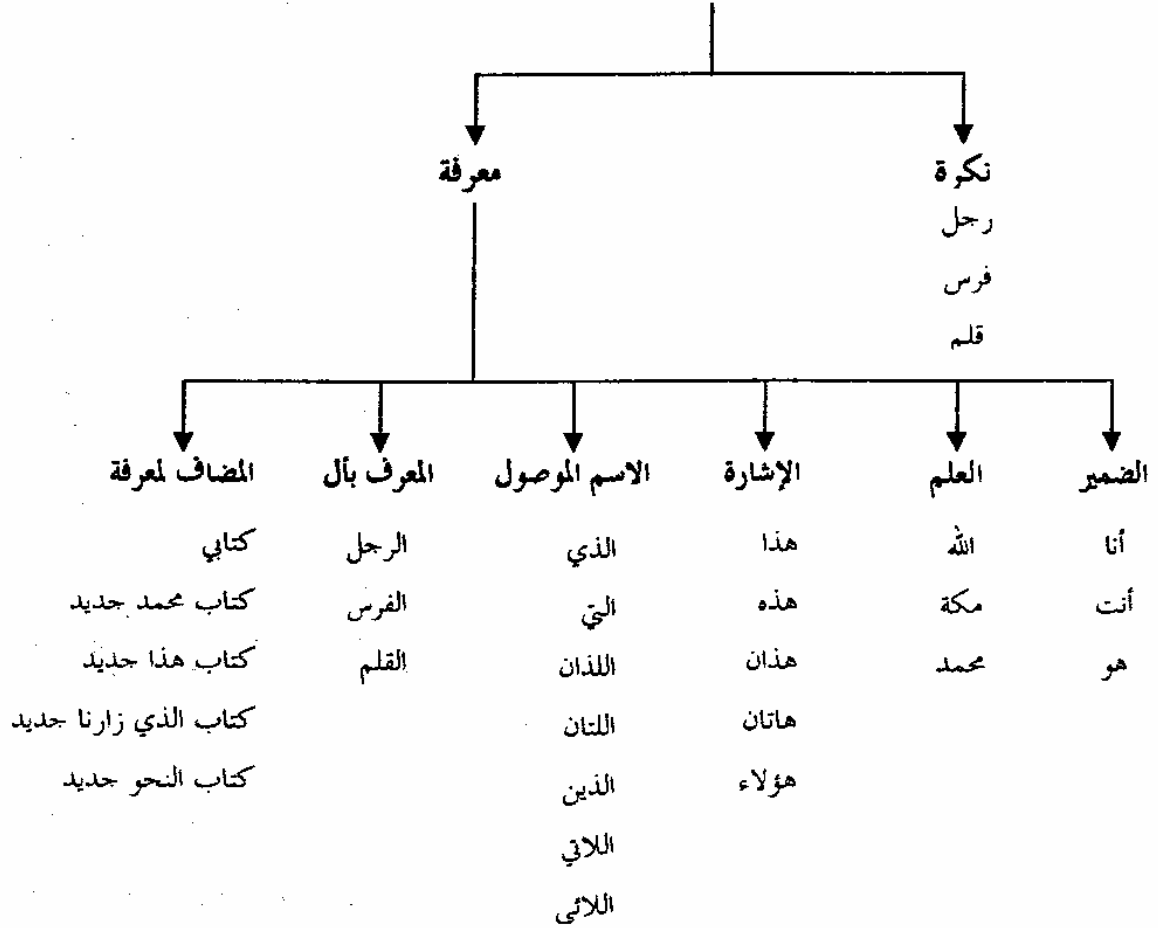 نكرة
معرفة
رجل
فرس
قلم
الضمير
العلم
الإشارة
الاسم الموصول
المعرف بأل
المضاف لمعرفة
أنا
أنت
هو
الله
مكة
محمد
هذا
هذه
هذان
هاتان
هؤلاء
الذي
التي
اللذان
اللتان
الذين
اللاتي
اللائي
الرجل
الفرس
القلم
كتابي
كتاب محمد جديد
كتاب هذا جديد
كتاب الذي زارنا جديد
كتاب النحو جديد